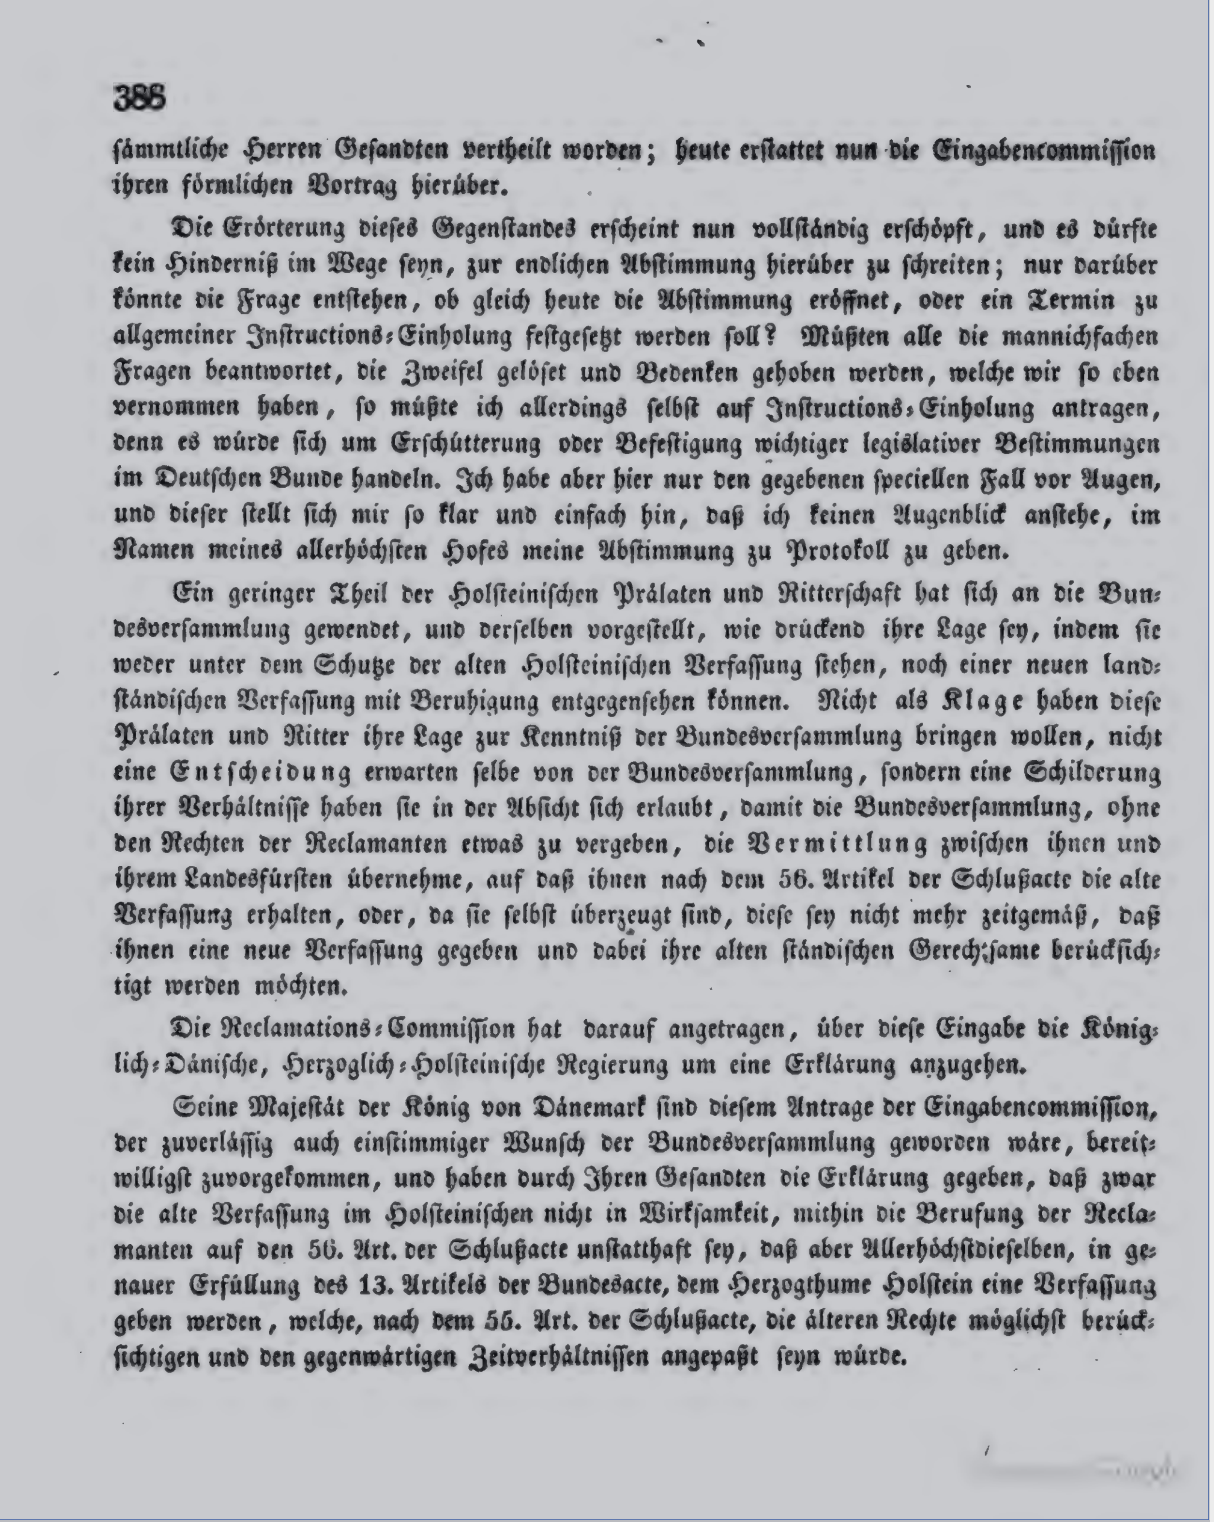 388
sämmtliche Herren Gesandten vertheilt worden; heute erstattet nun die Eingabencommission
ihren förmlichen Vortrag hierüber.
Die Erörterung dieses Gegenstandes erscheint nun vollständig erschöpft, und es dürfte
kein Hinderniß im Wege seyn, zur endlichen Abstimmung hierüber zu schreiten; nur darüber
könnte die Frage entstehen, ob gleich heute die Abstimmung eröffnet, oder ein Termin zu
allgemeiner Instructions-Einholung festgesetzt werden soll? Müßten alle die mannichfachen
Fragen beantwortet, die Zweifel gelöset und Bedenken gehoben werden, welche wir so eben
vernommen haben, so müßte ich allerdings selbst auf Instructions-Einholung antragen,
denn es würde sich um Erschütterung oder Befestigung wichtiger legislativer Bestimmungen
im Deutschen Bunde handeln. Ich habe aber hier nur den gegebenen speciellen Fall vor Augen,
und dieser stellt sich mir so klar und einfach hin, daß ich keinen Augenblick anstehe, im
Namen meines allerhöchsten Hofes meine Abstimmung zu Protokoll zu geben.
Ein geringer Theil der Holsteinischen Prälaten und Ritterschaft hat sich an die Bun-
desversammlung gewendet, und derselben vorgestellt, wie drückend ihre Lage sey, indem sie
weder unter dem Schutze der alten Holsteinischen Verfassung stehen, noch einer neuen land-
ständischen Verfassung mit Beruhigung entgegensehen können. Nicht als Klage haben diese
Prälaten und Ritter ihre Lage zur Kenntniß der Bundesversammlung bringen wollen, nicht
eine Entscheidung erwarten selbe von der Bundesversammlung, sondern eine Schilderung
ihrer Verhältnisse haben sie in der Absicht sich erlaubt, damit die Bundesversammlung, ohne
den Rechten der Reclamanten etwas zu vergeben, die Vermittlung zwischen ihnen und
ihrem Landesfürsten übernehme, auf daß ihnen nach dem 56. Artikel der Schlußacte die alte
Verfassung erhalten, oder, da sie selbst überzeugt sind, diese sey nicht mehr zeitgemäß, daß
ihnen eine neue Verfassung gegeben und dabei ihre alten ständischen Gerechtsame berücksich-
tigt werden möchten.
Die Reclamations-Commission hat darauf angetragen, über diese Eingabe die König-
lich-Dänische, Herzoglich-Holsteinische Regierung um eine Erklärung anzugehen.
Seine Majestät der König von Dänemark sind diesem Antrage der Eingabencommission,
der zuverlässig auch einstimmiger Wunsch der Bundesversammlung geworden wäre, bereit-
willigst zuvorgekommen, und haben durch Ihren Gesandten die Erklärung gegeben, daß zwar
die alte Verfassung im Holsteinischen nicht in Wirksamkeit, mithin die Berufung der Recla-
manten auf den 56. Art. der Schlußacte unstatthaft sey, daß aber Allerhöchstdieselben, in ge-
nauer Erfüllung des 13. Artikels der Bundesacte, dem Herzogthume Holstein eine Verfassung
geben werden, welche, nach dem 55. Art. der Schlußacte, die älteren Rechte möglichst berück-
sichtigen und den gegenwärtigen Zeitverhältnissen angepaßt seyn würde.